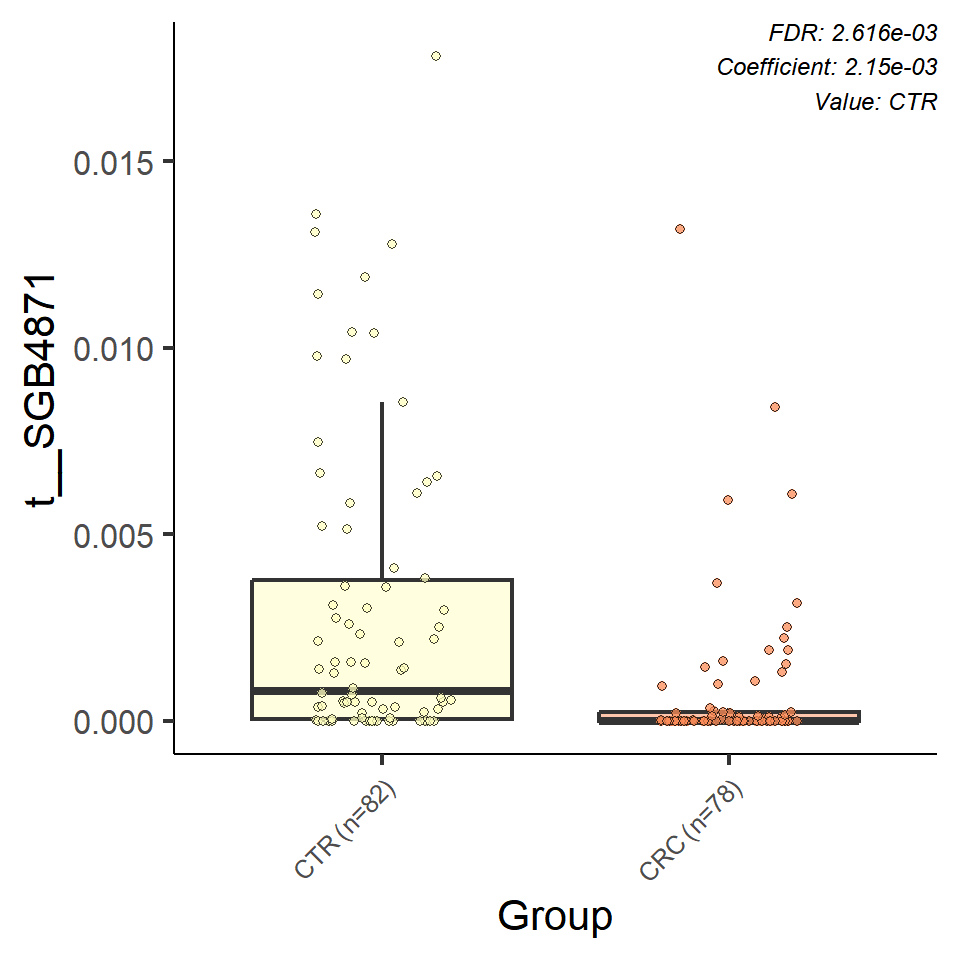 FDR: 2.616e-03
Coefficient: 2.15e-03
Value: CTR
t__SGB4871
0.015
0.010
0.005
0.000
CTR (n=82)
CRC (n=78)
Group